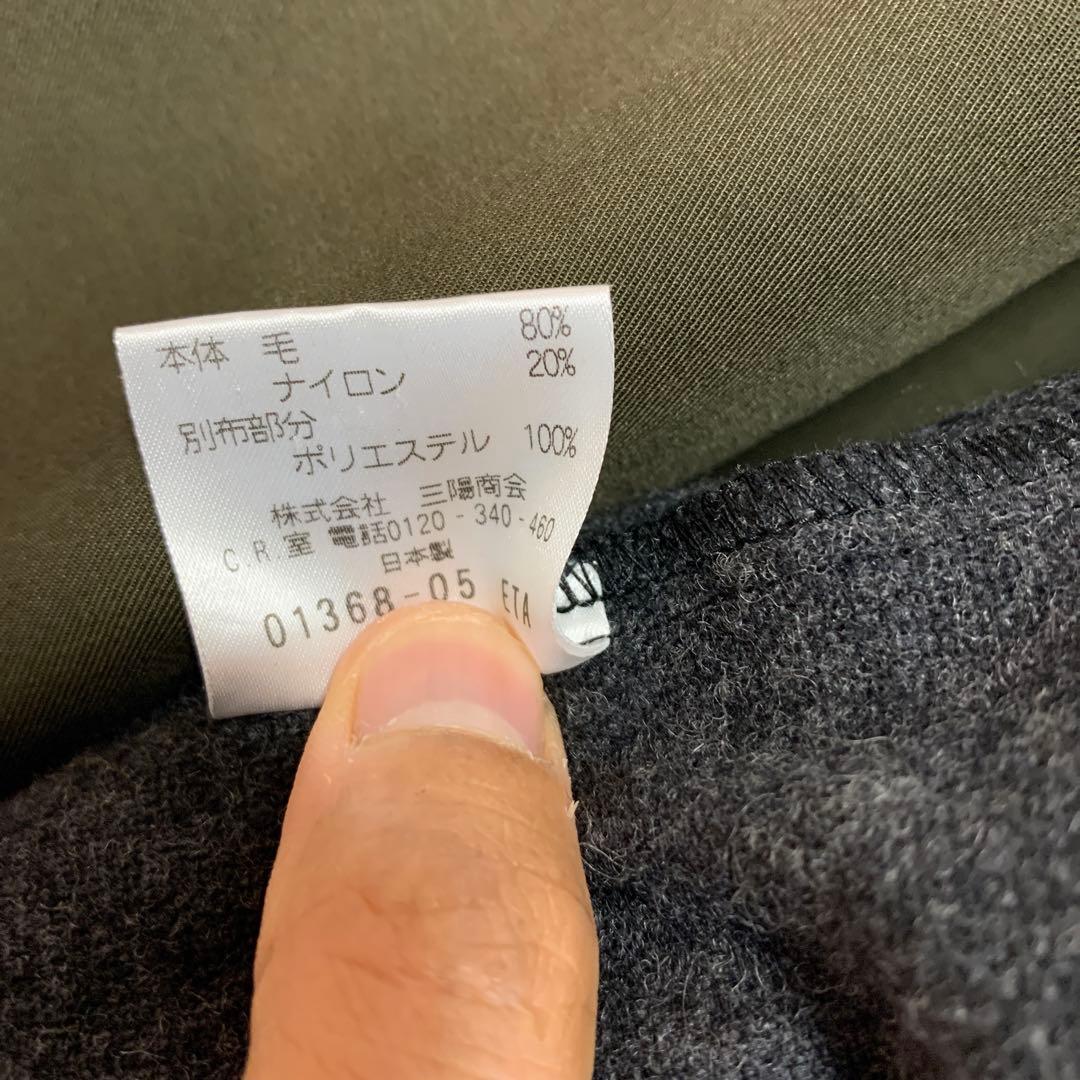 本体 毛 80%
ナイロン 20%
別布部分
ポリエステル 100%
株式会社 三陽商会
C.R室 電話0120-340-460
日本製
01368-05 ETA